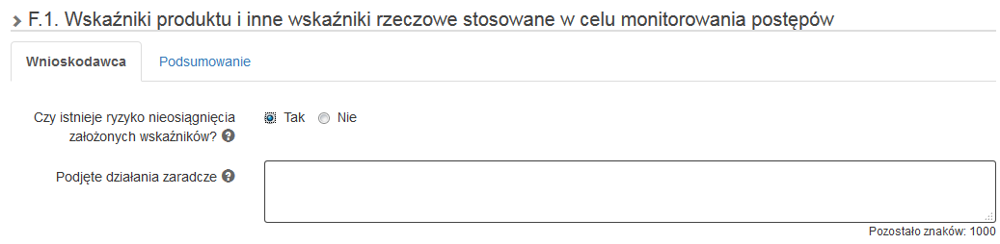 F.1. Wskaźniki produktu i inne wskaźniki rzeczowe stosowane w celu monitorowania postępów
Wnioskodawca Podsumowanie
Czy istnieje ryzyko nieosiągnięcia
założonych wskaźników?
Tak Nie
Podjęte działania zaradcze
Pozostało znaków: 1000